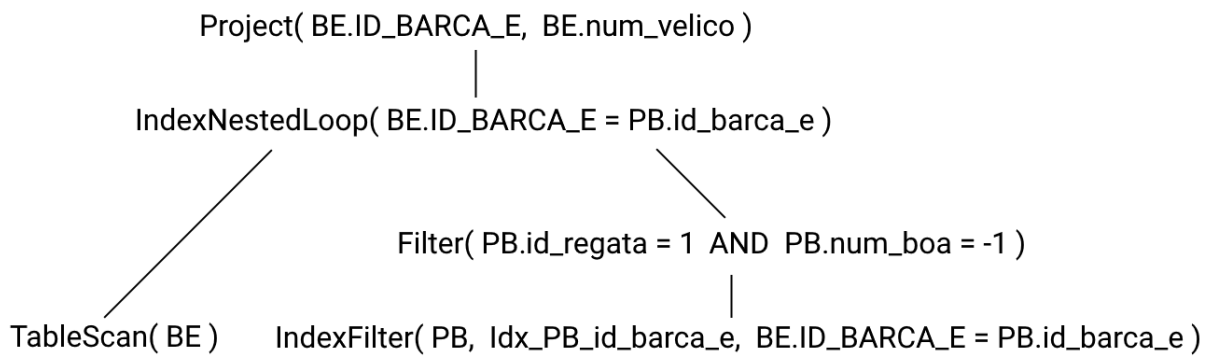 Project( BE.ID_BARCA_E, BE.num_velico )
IndexNestedLoop( BE.ID_BARCA_E = PB.id_barca_e )
Filter( PB.id_regata = 1 AND PB.num_boa = -1 )
TableScan( BE )
IndexFilter( PB, Idx_PB_id_barca_e, BE.ID_BARCA_E = PB.id_barca_e )